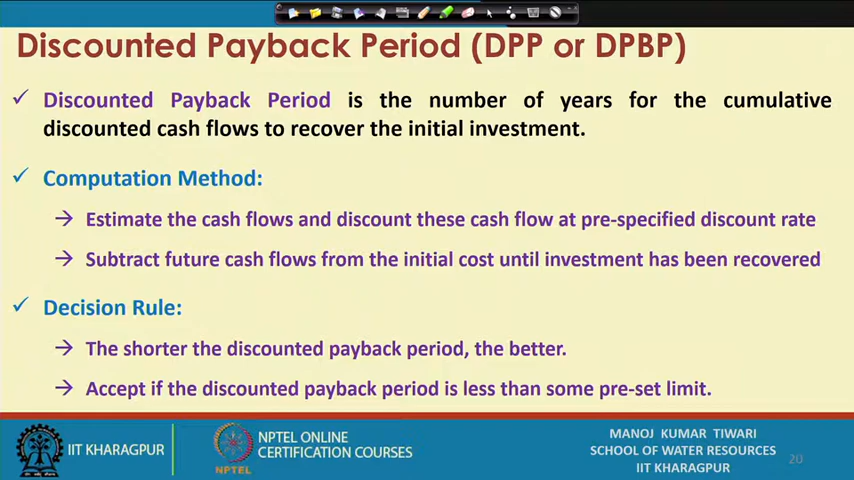 Discounted Payback Period (DPP or DPBP)
Discounted Payback Period is the number of years for the cumulative
discounted cash flows to recover the initial investment.
Computation Method:
Estimate the cash flows and discount these cash flow at pre-specified discount rate
Subtract future cash flows from the initial cost until investment has been recovered
Decision Rule:
The shorter the discounted payback period, the better.
Accept if the discounted payback period is less than some pre-set limit.
IIT KHARAGPUR
NPTEL
NPTEL ONLINE
CERTIFICATION COURSES
MANOJ KUMAR TIWARI
SCHOOL OF WATER RESOURCES
IIT KHARAGPUR
20